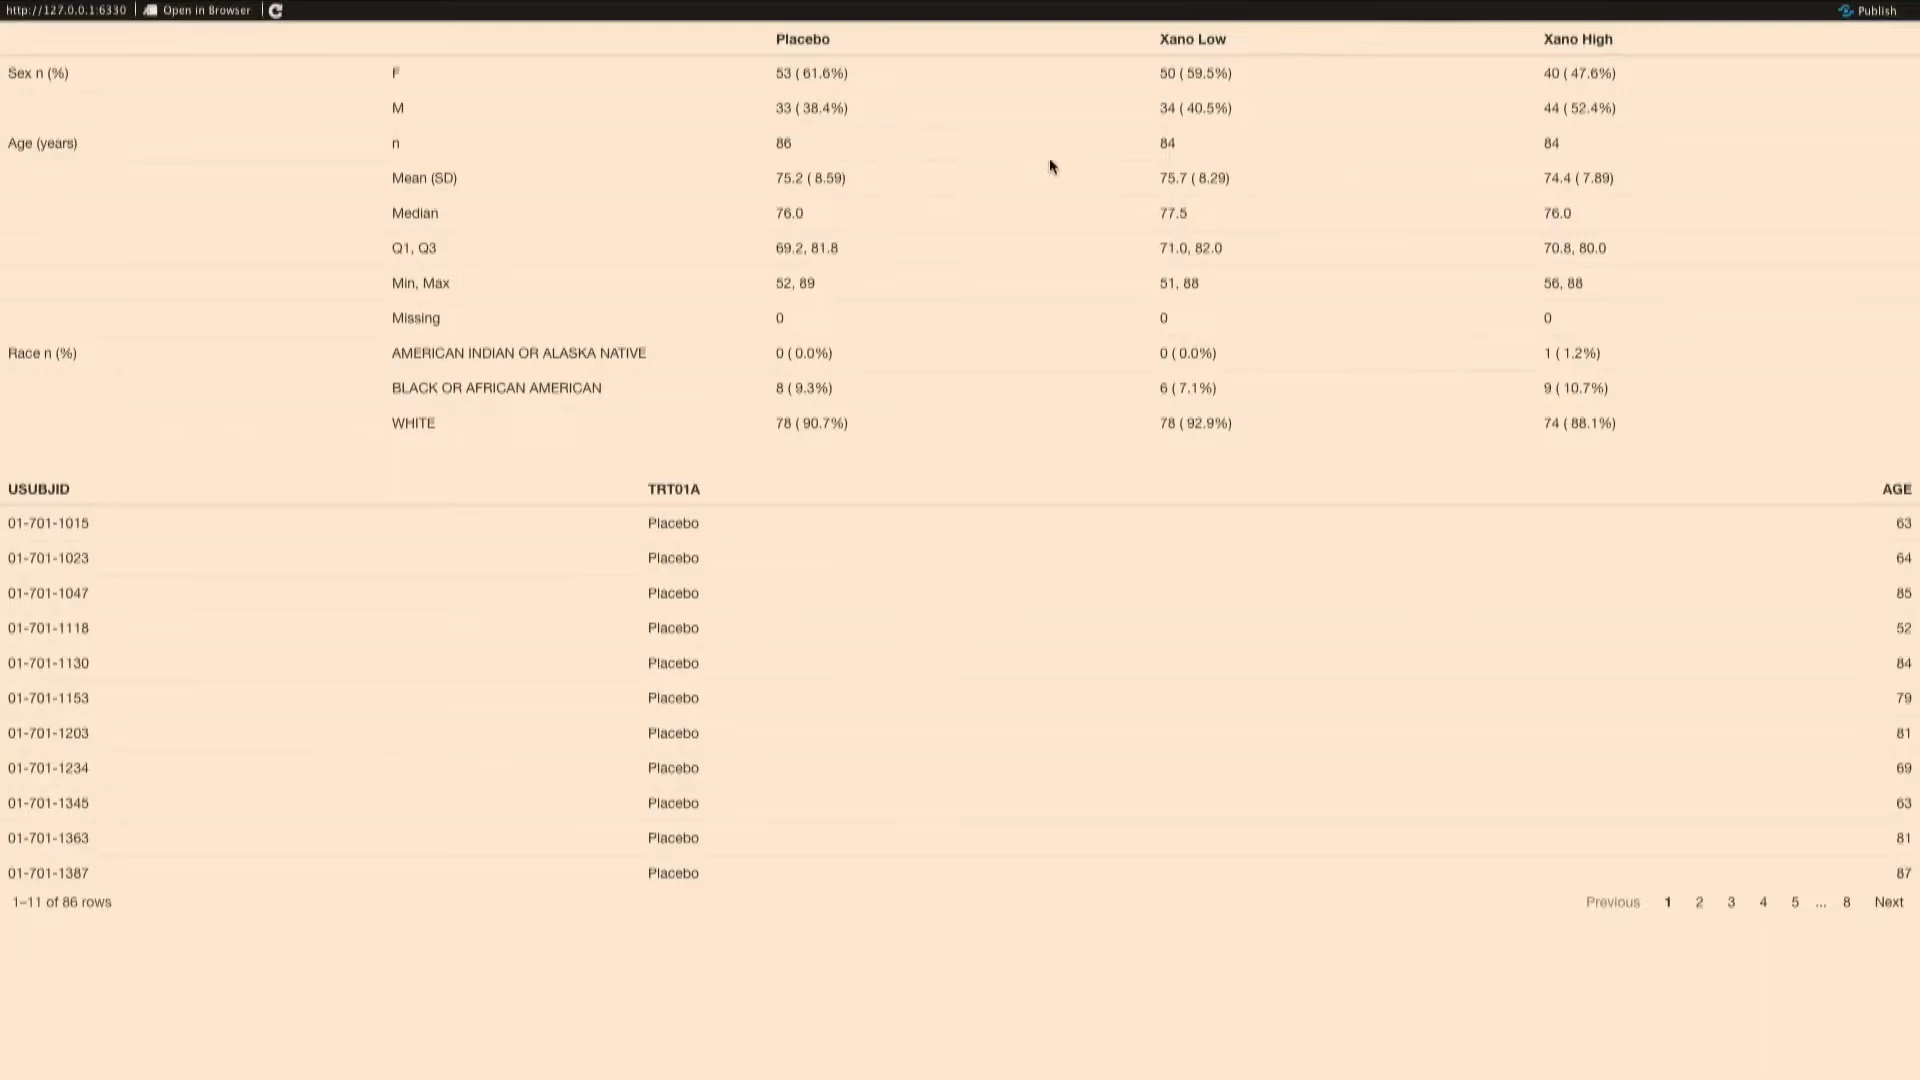 http://127.0.0.1:6330 Open in Browser Publish
Placebo Xano Low Xano High
Sex n (%) F 53 ( 61.6%) 50 ( 59.5%) 40 ( 47.6%)
M 33 ( 38.4%) 34 ( 40.5%) 44 ( 52.4%)
Age (years) n 86 84 84
Mean (SD) 75.2 ( 8.59) 75.7 ( 8.29) 74.4 ( 7.89)
Median 76.0 77.5 76.0
Q1, Q3 69.2, 81.8 71.0, 82.0 70.8, 80.0
Min, Max 52, 89 51, 88 56, 88
Missing 0 0 0
Race n (%) AMERICAN INDIAN OR ALASKA NATIVE 0 ( 0.0%) 0 ( 0.0%) 1 ( 1.2%)
BLACK OR AFRICAN AMERICAN 8 ( 9.3%) 6 ( 7.1%) 9 ( 10.7%)
WHITE 78 ( 90.7%) 78 ( 92.9%) 74 ( 88.1%)
USUBJID TRT01A AGE
01-701-1015 Placebo 63
01-701-1023 Placebo 64
01-701-1047 Placebo 85
01-701-1118 Placebo 52
01-701-1130 Placebo 84
01-701-1153 Placebo 79
01-701-1203 Placebo 81
01-701-1234 Placebo 69
01-701-1345 Placebo 63
01-701-1363 Placebo 81
01-701-1387 Placebo 87
1–11 of 86 rows Previous 1 2 3 4 5 ... 8 Next